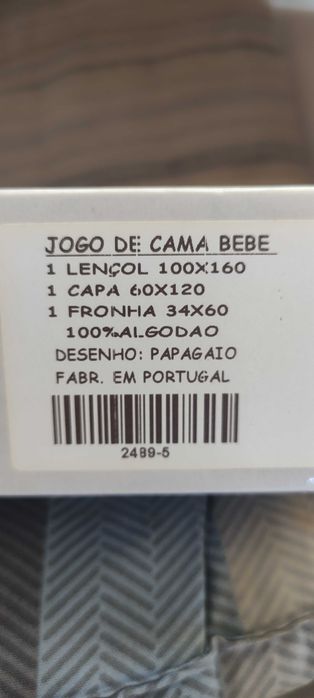 JOGO DE CAMA BEBE
1 LENÇOL 100X160
1 CAPA 60X120
1 FRONHA 34X60
100%ALGODAO
DESENHO: PAPAGAIO
FABR. EM PORTUGAL
2489-5